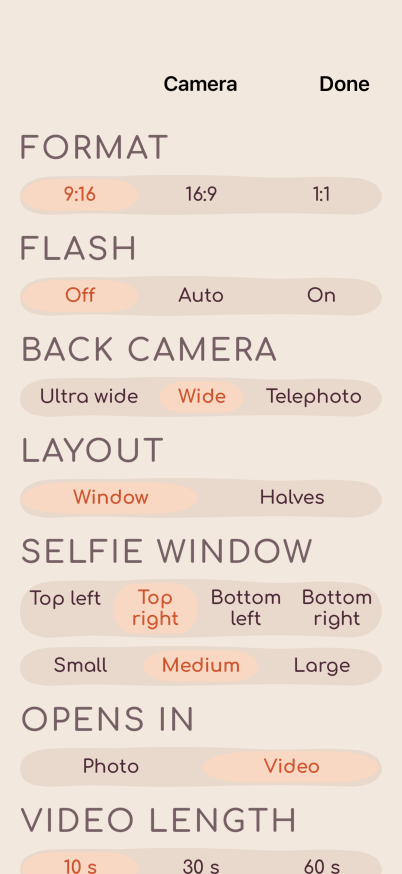 Camera Done
FORMAT
9:16 16:9 1:1
FLASH
Off Auto On
BACK CAMERA
Ultra wide Wide Telephoto
LAYOUT
Window Halves
SELFIE WINDOW
Top left Top right Bottom left Bottom right
Small Medium Large
OPENS IN
Photo Video
VIDEO LENGTH
10 s 30 s 60 s